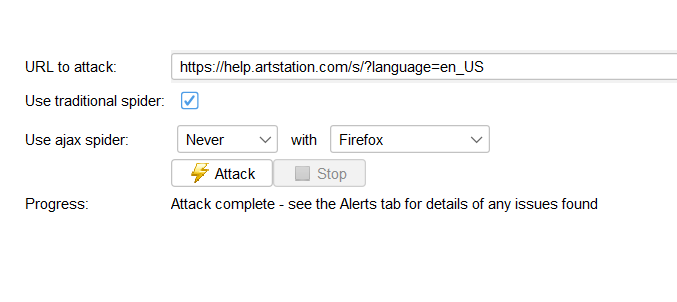 URL to attack: https://help.artstation.com/s/?language=en_US
Use traditional spider:
Use ajax spider: Never with Firefox
Attack Stop
Progress: Attack complete - see the Alerts tab for details of any issues found